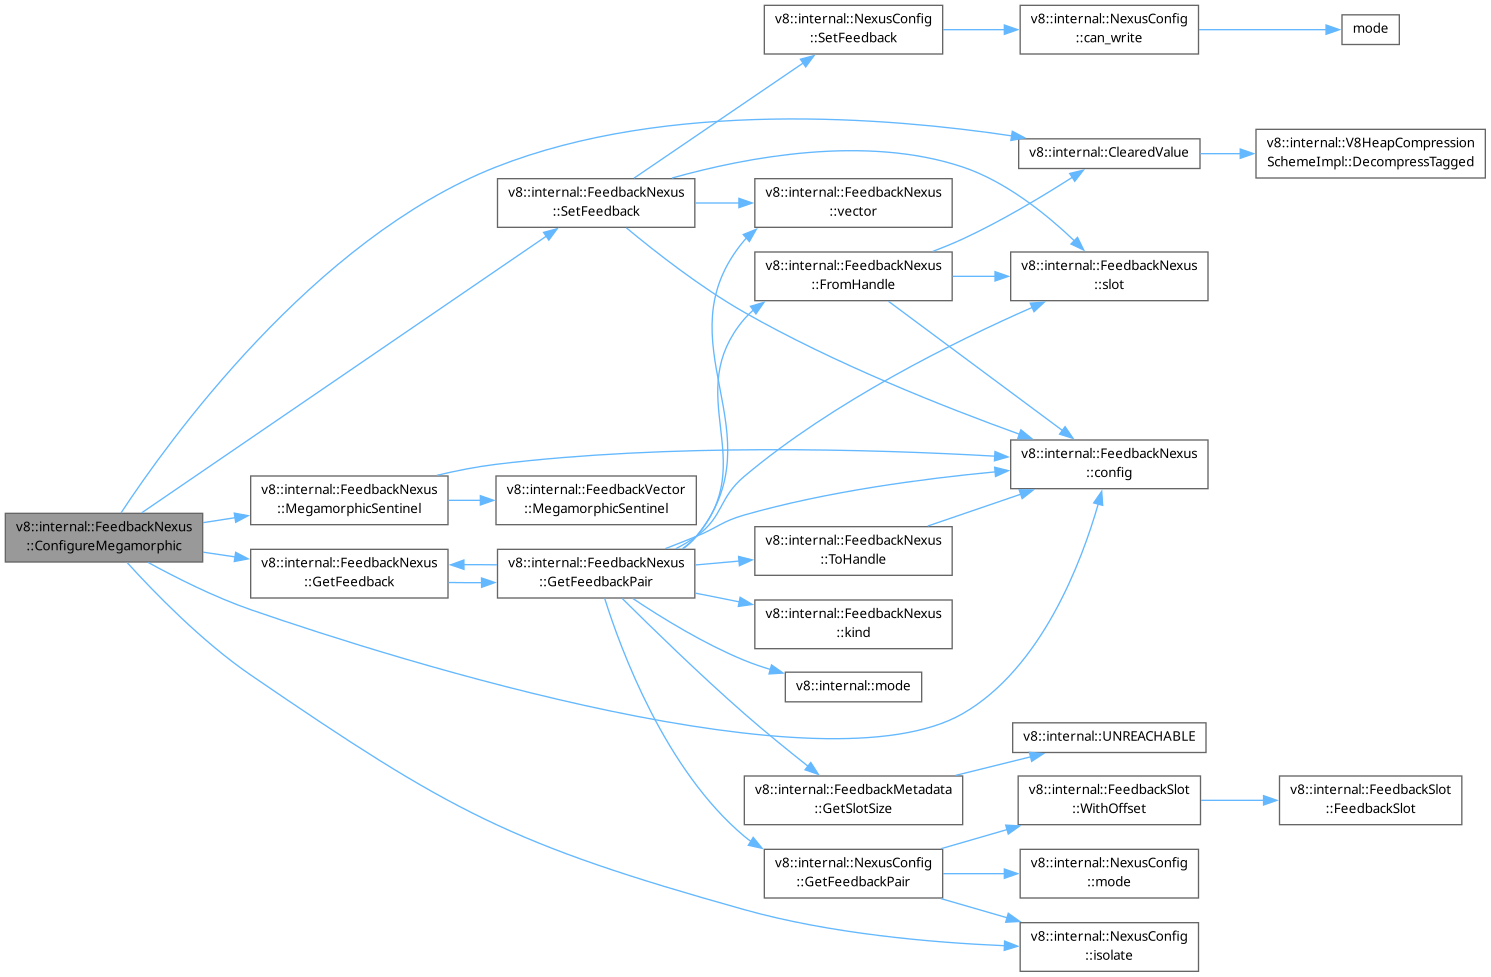 v8::internal::NexusConfig
::SetFeedback
v8::internal::NexusConfig
::can_write
mode
v8::internal::ClearedValue
v8::internal::V8HeapCompression
SchemeImpl::DecompressTagged
v8::internal::FeedbackNexus
::SetFeedback
v8::internal::FeedbackNexus
::vector
v8::internal::FeedbackNexus
::FromHandle
v8::internal::FeedbackNexus
::slot
v8::internal::FeedbackNexus
::config
v8::internal::FeedbackNexus
::MegamorphicSentinel
v8::internal::FeedbackVector
::MegamorphicSentinel
v8::internal::FeedbackNexus
::ConfigureMegamorphic
v8::internal::FeedbackNexus
::GetFeedback
v8::internal::FeedbackNexus
::GetFeedbackPair
v8::internal::FeedbackNexus
::ToHandle
v8::internal::FeedbackNexus
::kind
v8::internal::mode
v8::internal::UNREACHABLE
v8::internal::FeedbackMetadata
::GetSlotSize
v8::internal::FeedbackSlot
::WithOffset
v8::internal::FeedbackSlot
::FeedbackSlot
v8::internal::NexusConfig
::GetFeedbackPair
v8::internal::NexusConfig
::mode
v8::internal::NexusConfig
::isolate